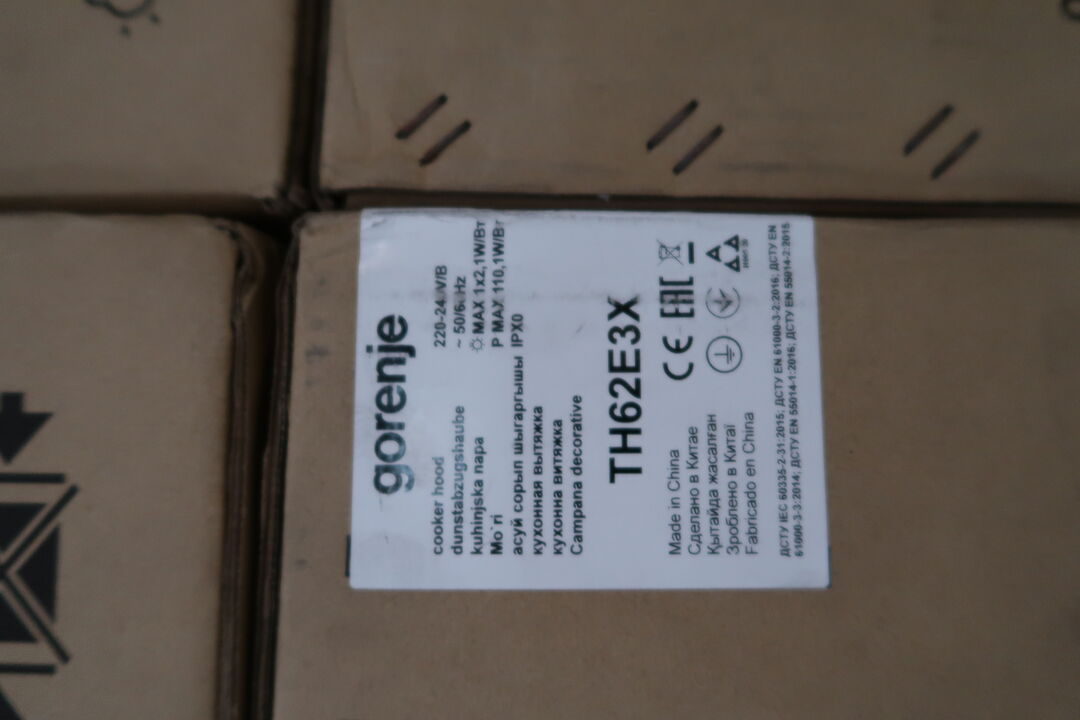 gorenje
cooker hood
dunstabzugshaube
kuhinjska napa
Mo`ri
асуй сорып шыгаргышы
кухонная вытяжка
кухонна витяжка
Campana decorative
~ 50/60Hz
MAX 1x2,1W/Вт
P MAX 110,1W/Вт
IPX0
TH62E3X
CE EAC
Made in China
Сделано в Китае
Қытайда жасалған
Зроблено в Китаї
Fabricado en China
ДСТУ IEC 60335-2-31:2015; ДСТУ EN 61000-3-2:2016; ДСТУ EN
61000-3-3:2014; ДСТУ EN 55014-1:2016; ДСТУ EN 55014-2:2015